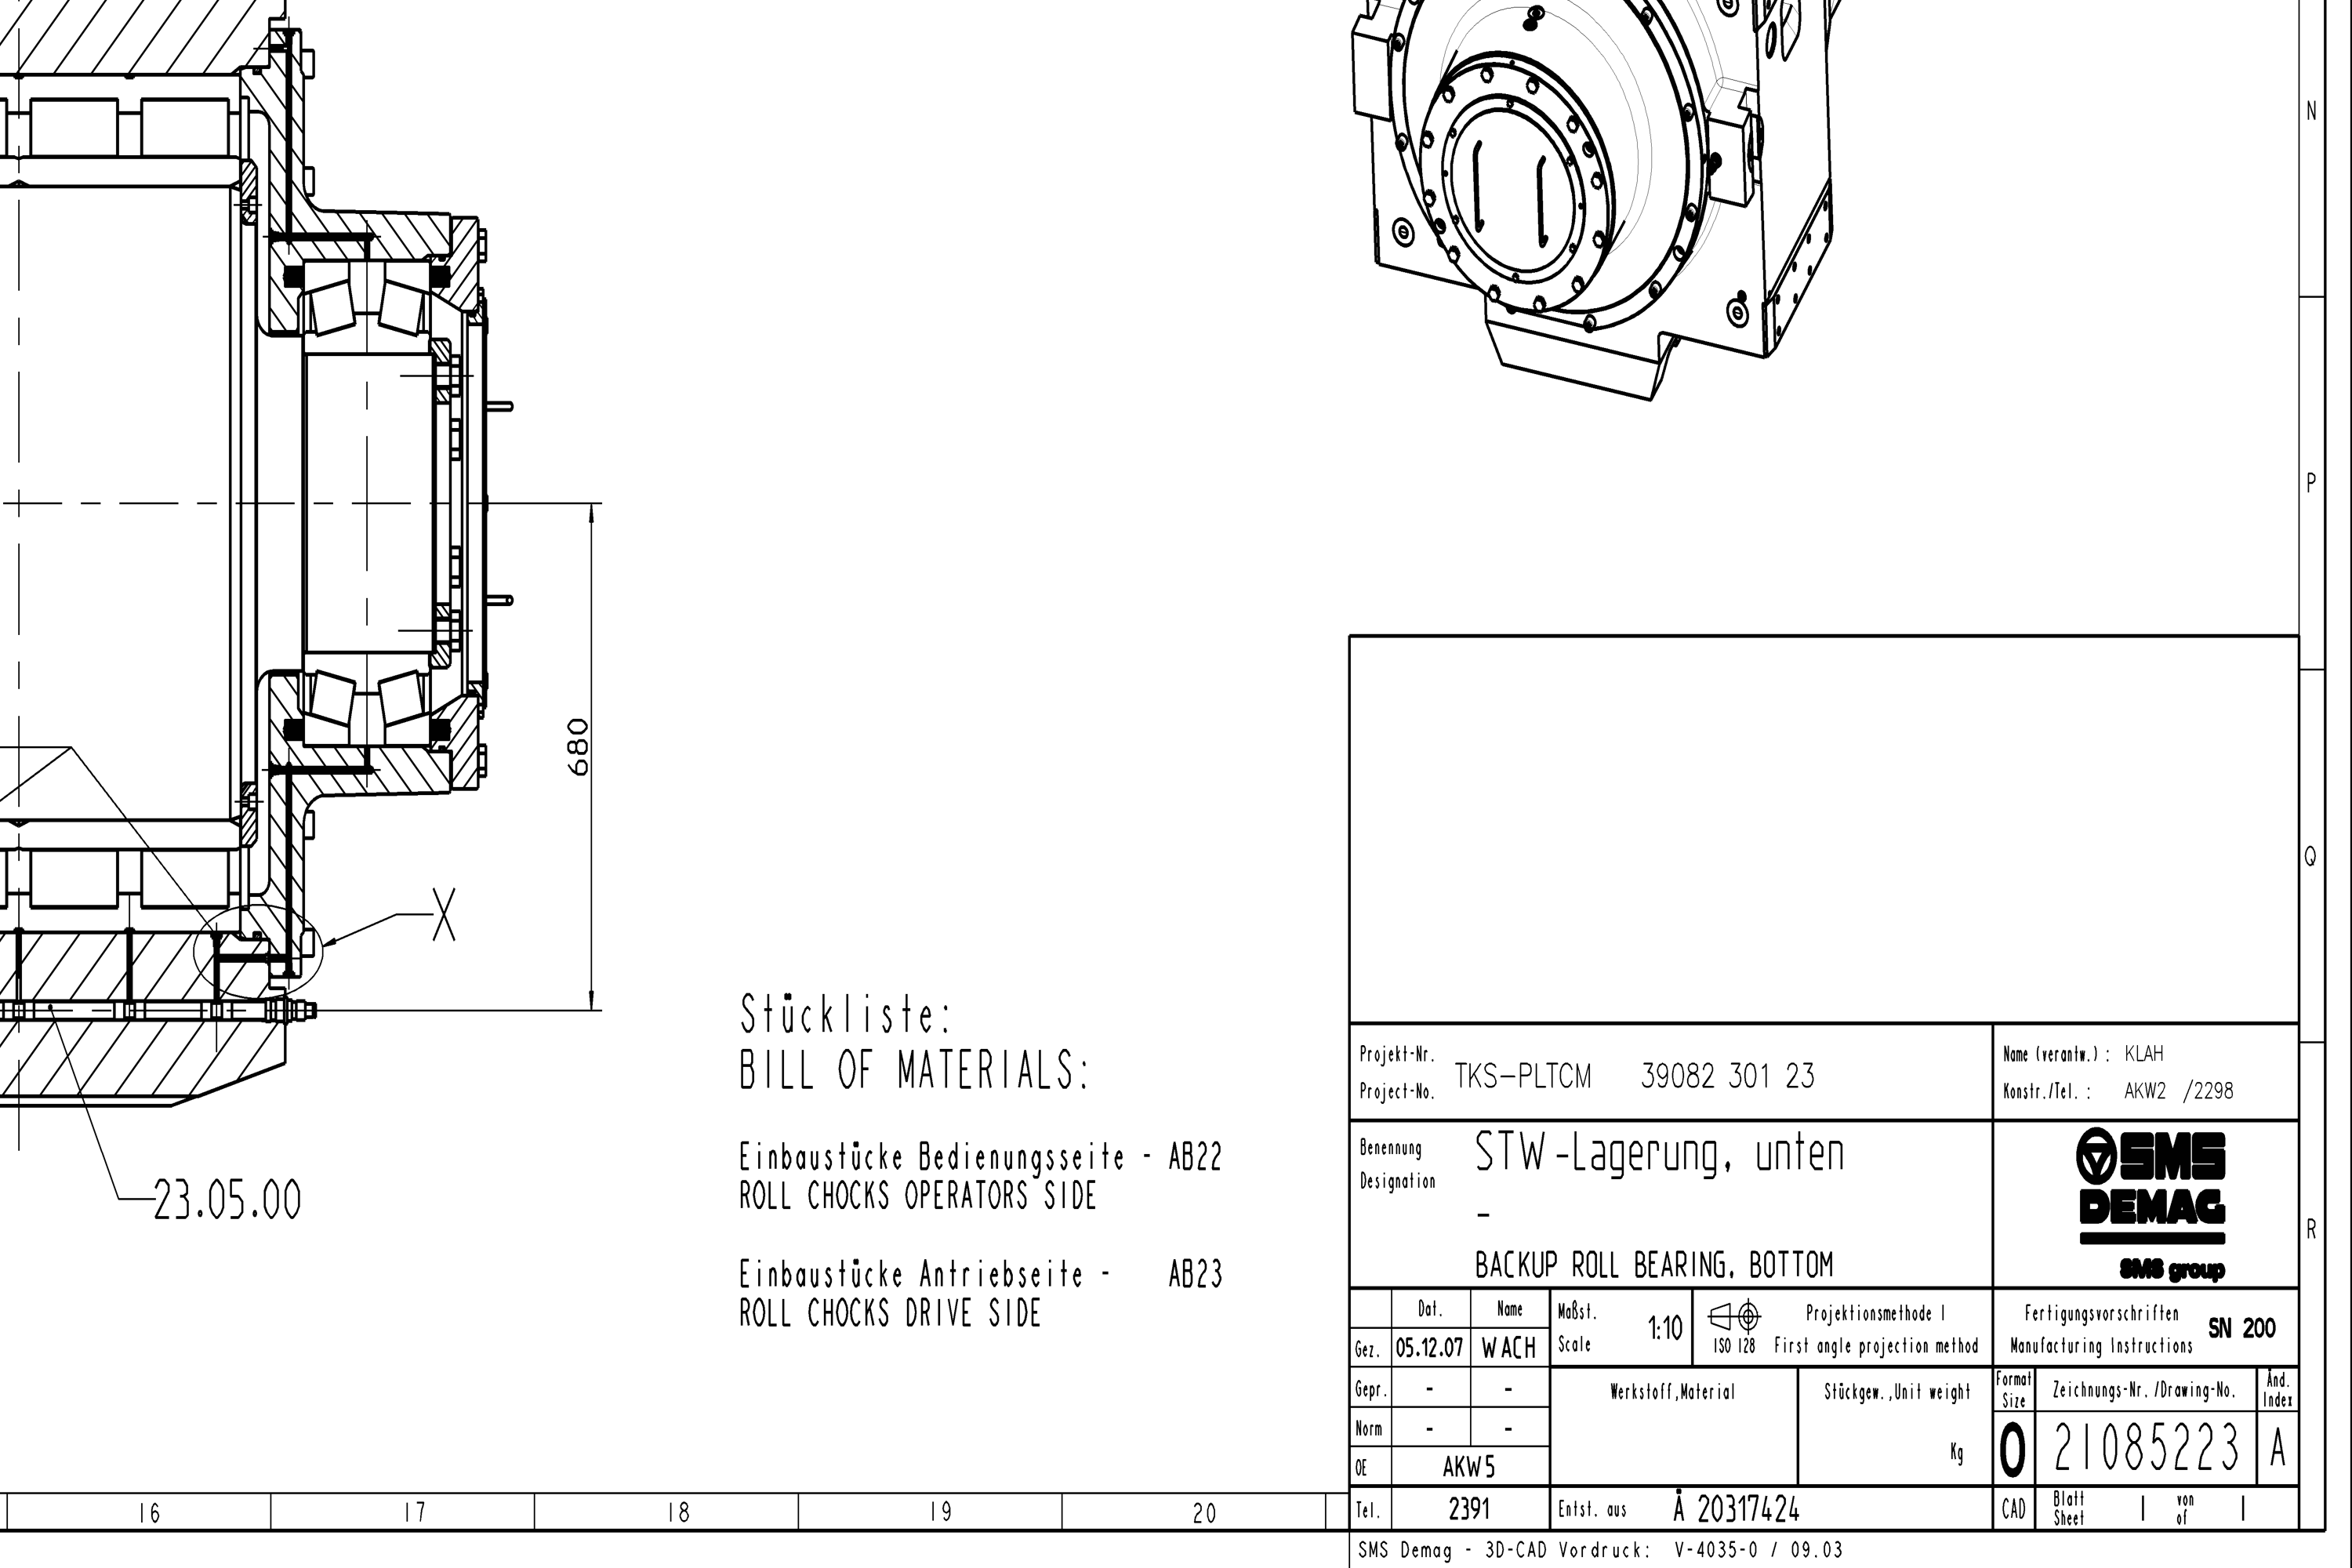 N
P
Q
R
680
X
23.05.00
Stückliste:
BILL OF MATERIALS:
Einbaustücke Bedienungsseite - AB22
ROLL CHOCKS OPERATORS SIDE
Einbaustücke Antriebseite - AB23
ROLL CHOCKS DRIVE SIDE
Projekt-Nr.
Project-No.
TKS-PLTCM 39082 301 23
Name (verantw.) : KLAH
Konstr./Tel. : AKW2 /2298
Benennung
Designation
STW-Lagerung, unten
-
BACKUP ROLL BEARING, BOTTOM
SMS
DEMAG
SMS group
Dat. Name
Gez. 05.12.07 WACH
Gepr. - -
Norm - -
OE AKW5
Tel. 2391
Maßst.
Scale
1:10
ISO 128
Projektionsmethode 1
First angle projection method
Fertigungsvorschriften
Manufacturing Instructions
SN 200
Werkstoff,Material
Stückgew.,Unit weight
Kg
Format
Size
0
Zeichnungs-Nr. /Drawing-No.
21085223
Änd.
Index
A
Entst. aus Ä 20317424
CAD
Blatt
Sheet
1
von
of
1
16 17 18 19 20
SMS Demag - 3D-CAD Vordruck: V-4035-0 / 09.03